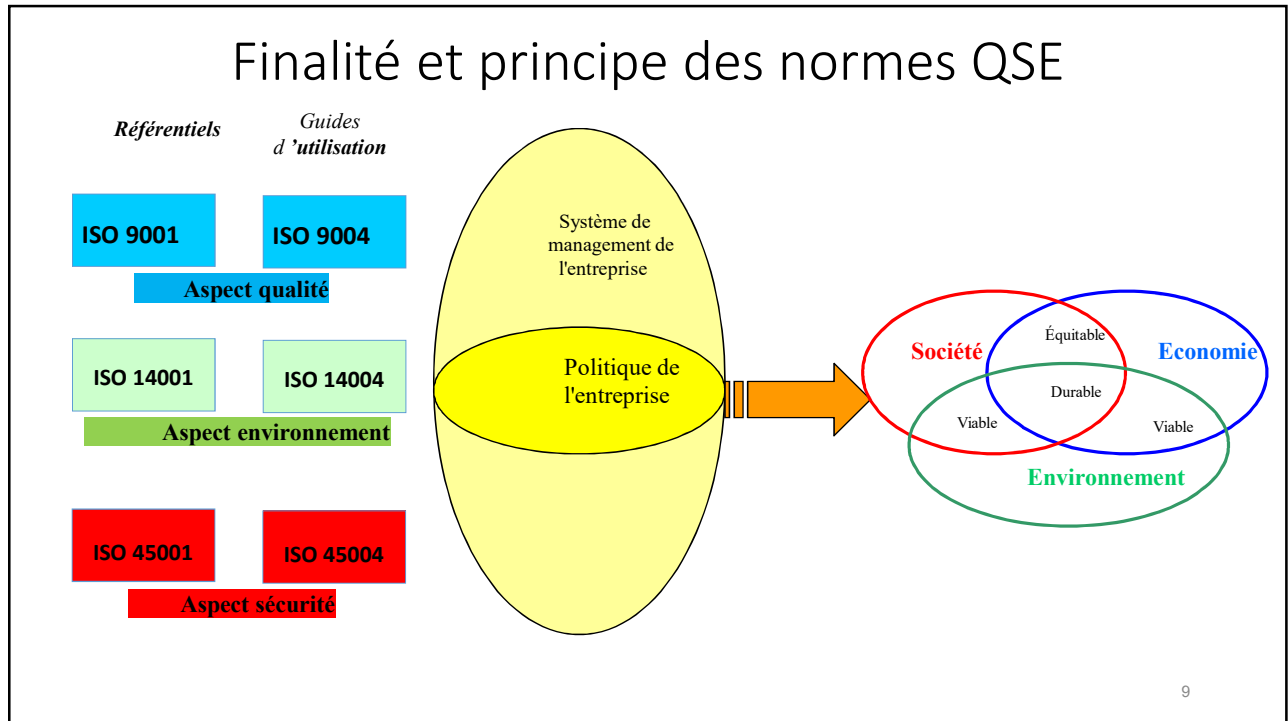 Finalité et principe des normes QSE
Référentiels
Guides
d ’utilisation
ISO 9001
ISO 9004
Aspect qualité
ISO 14001
ISO 14004
Aspect environnement
ISO 45001
ISO 45004
Aspect sécurité
Système de
management de
l'entreprise
Politique de
l'entreprise
Société
Équitable
Economie
Durable
Viable
Viable
Environnement
9